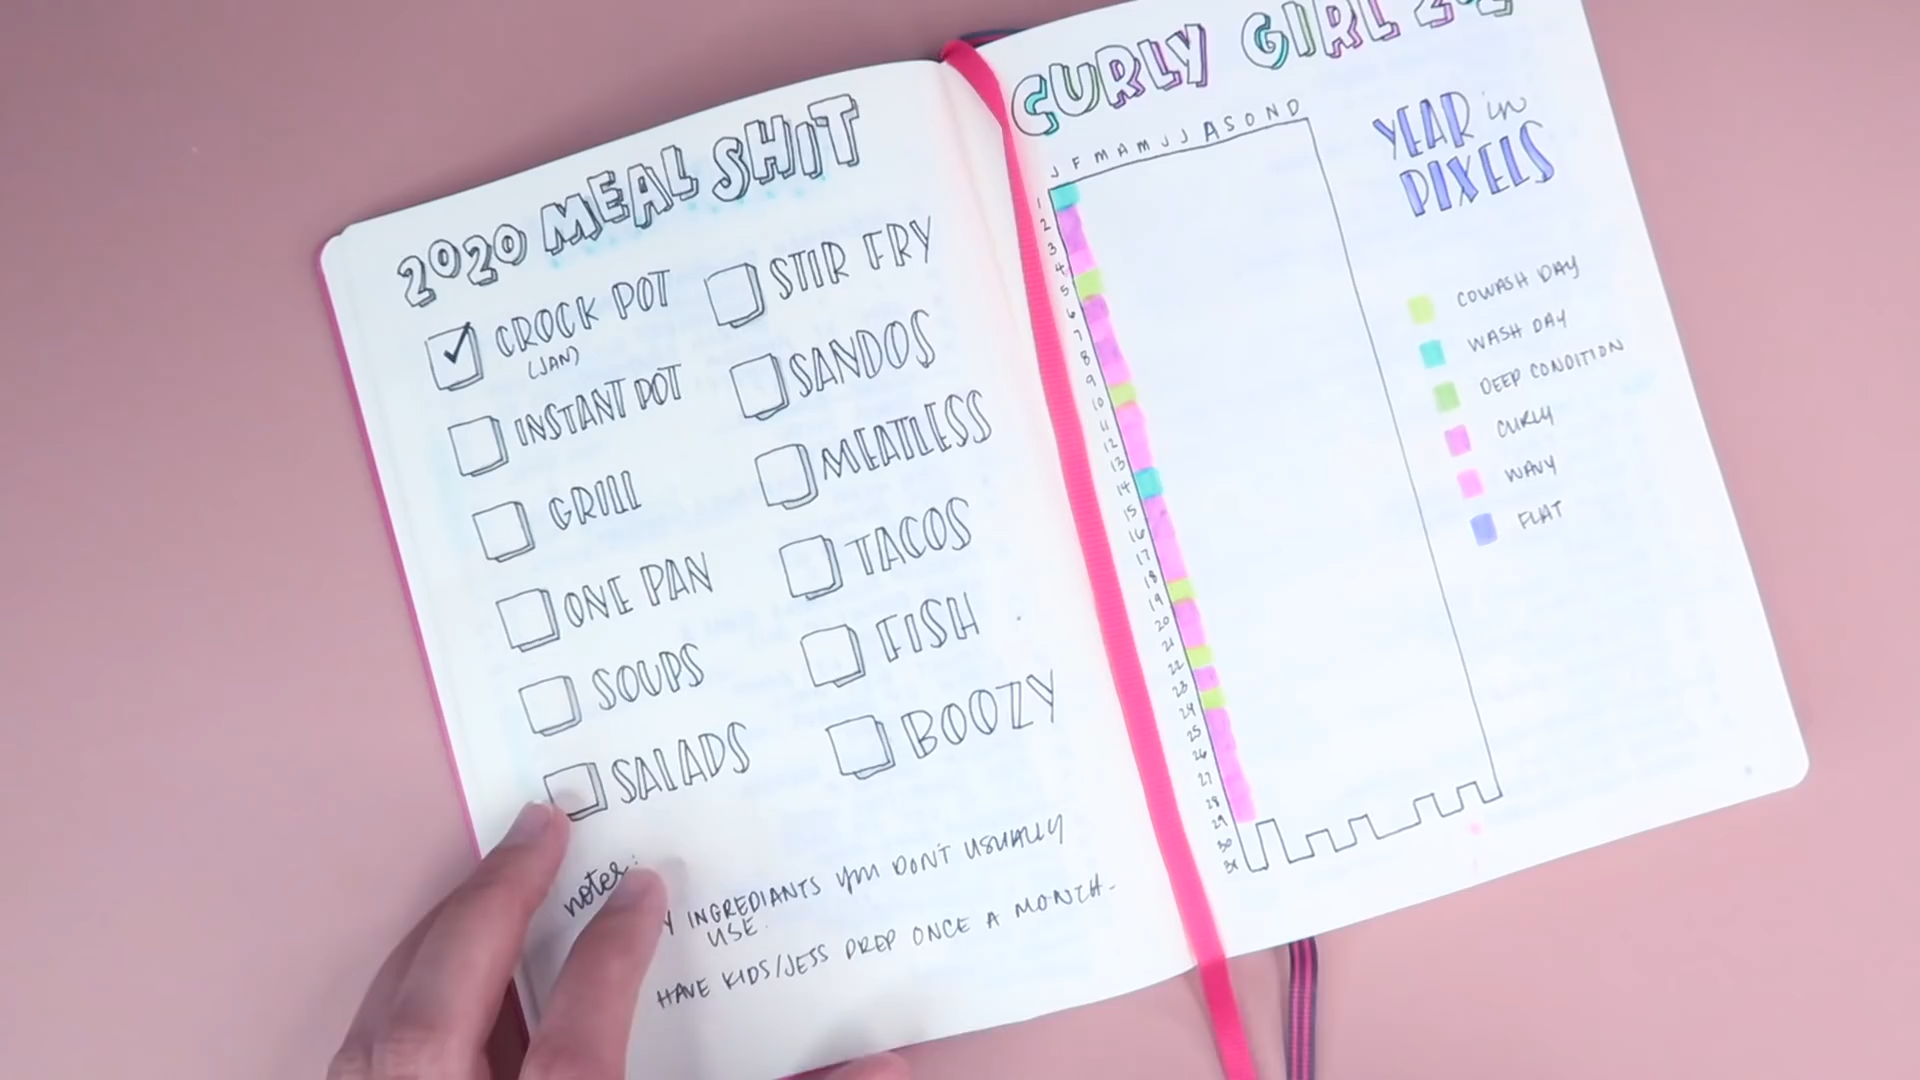 2020 MEAL SHIT
CROCK POT
(JAN)
INSTANT POT
GRILL
ONE PAN
SOUPS
SALADS
STIR FRY
SANDOS
MEATLESS
TACOS
FISH
BOOZY
notes:
INGREDIANTS YOU DON'T USUALLY
USE.
HAVE KIDS/JESS PREP ONCE A MONTH.
CURLY GIRL
J F M A M J J A S O N D
1
2
3
4
5
6
7
8
9
10
11
12
13
14
15
16
17
18
19
20
21
22
23
24
25
26
27
28
29
30
31
YEAR in
PIXELS
COWASH DAY
WASH DAY
DEEP CONDITION
CURLY
WAVY
FLAT